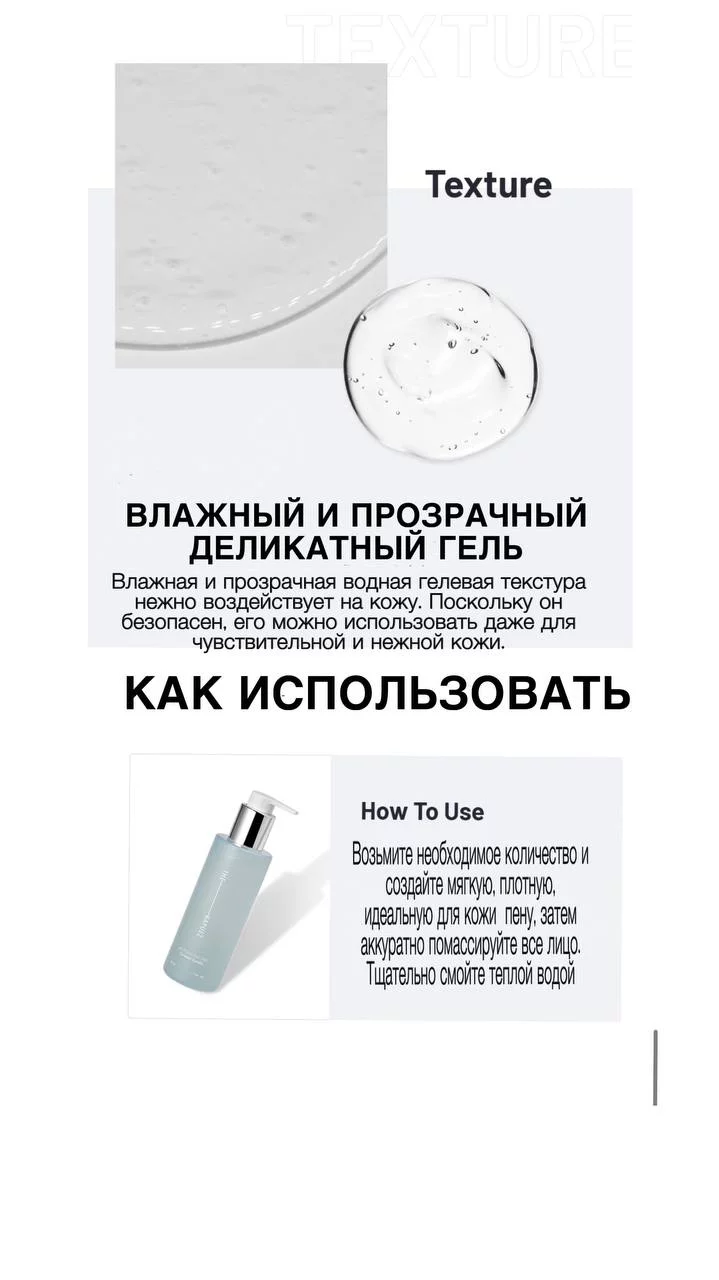 TEXTURE
Texture
ВЛАЖНЫЙ И ПРОЗРАЧНЫЙ
ДЕЛИКАТНЫЙ ГЕЛЬ
Влажная и прозрачная водная гелевая текстура
нежно воздействует на кожу. Поскольку он
безопасен, его можно использовать даже для
чувствительной и нежной кожи.
КАК ИСПОЛЬЗОВАТЬ
How To Use
Возьмите необходимое количество и
создайте мягкую, плотную,
идеальную для кожи пену, затем
аккуратно помассируйте все лицо.
Тщательно смойте теплой водой